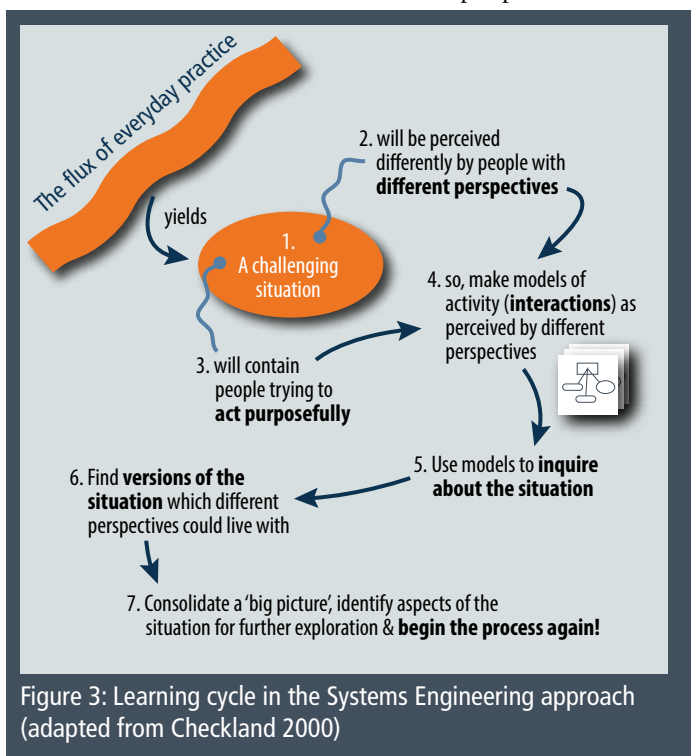 The flux of everyday practice
yields
1.
A challenging
situation
2. will be perceived
differently by people with
different perspectives
3. will contain
people trying to
act purposefully
4. so, make models of
activity (interactions) as
perceived by different
perspectives
5. Use models to inquire
about the situation
6. Find versions of the
situation which different
perspectives could live with
7. Consolidate a 'big picture', identify aspects of the
situation for further exploration & begin the process again!
Figure 3: Learning cycle in the Systems Engineering approach
(adapted from Checkland 2000)